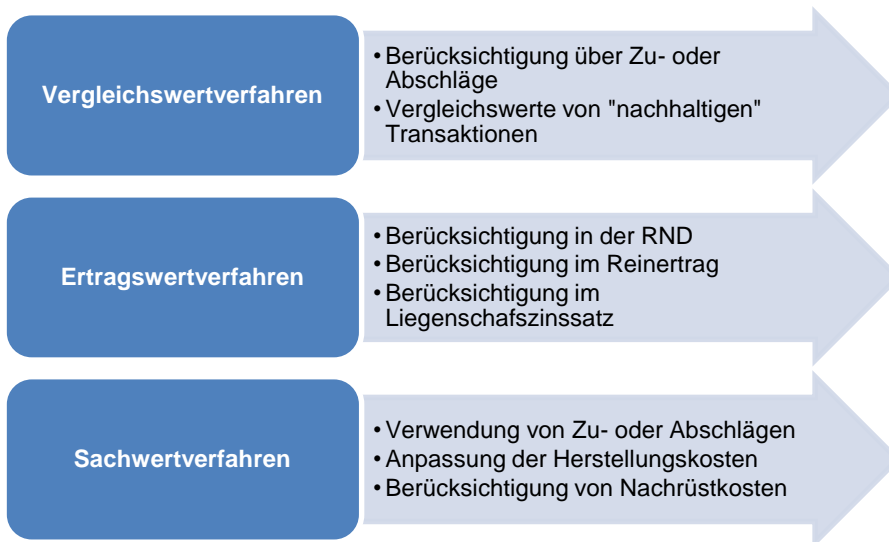 Vergleichswertverfahren
• Berücksichtigung über Zu- oder
Abschläge
• Vergleichswerte von "nachhaltigen"
Transaktionen
Ertragswertverfahren
• Berücksichtigung in der RND
• Berücksichtigung im Reinertrag
• Berücksichtigung im
Liegenschafszinssatz
Sachwertverfahren
• Verwendung von Zu- oder Abschlägen
• Anpassung der Herstellungskosten
• Berücksichtigung von Nachrüstkosten